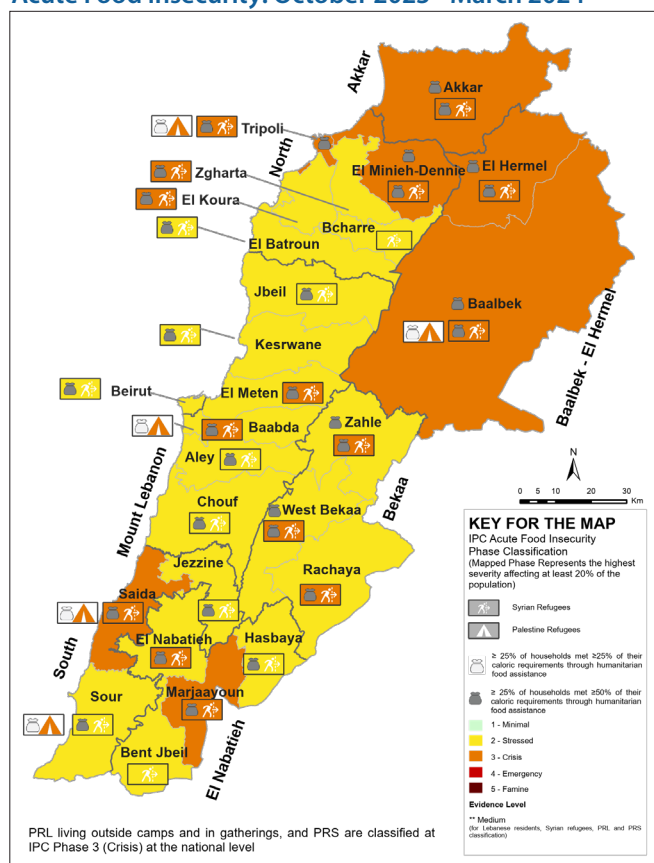 Acute Food Insecurity: October 2023 - March 2024
Akkar
Akkar
Tripoli
North
El Minieh-Dennie
El Hermel
Zgharta
El Koura
Bcharre
El Batroun
Jbeil
Baalbek
Kesrwane
Baalbek - El Hermel
El Meten
Beirut
Zahle
Baabda
Aley
Mount Lebanon
Bekaa
Chouf
West Bekaa
Jezzine
Rachaya
Saida
El Nabatieh
Hasbaya
South
Marjaayoun
Sour
El Nabatieh
Bent Jbeil
N
0 5 10 20 30
Km
KEY FOR THE MAP
IPC Acute Food Insecurity
Phase Classification
(Mapped Phase Represents the highest
severity affecting at least 20% of the
population)
Syrian Refugees
Palestine Refugees
≥ 25% of households met ≥25% of their
caloric requirements through humanitarian
food assistance
≥ 25% of households met ≥50% of their
caloric requirements through humanitarian
food assistance
1 - Minimal
2 - Stressed
3 - Crisis
4 - Emergency
5 - Famine
Evidence Level
** Medium
(for Lebanese residents, Syrian refugees, PRL and PRS
classification)
PRL living outside camps and in gatherings, and PRS are classified at
IPC Phase 3 (Crisis) at the national level